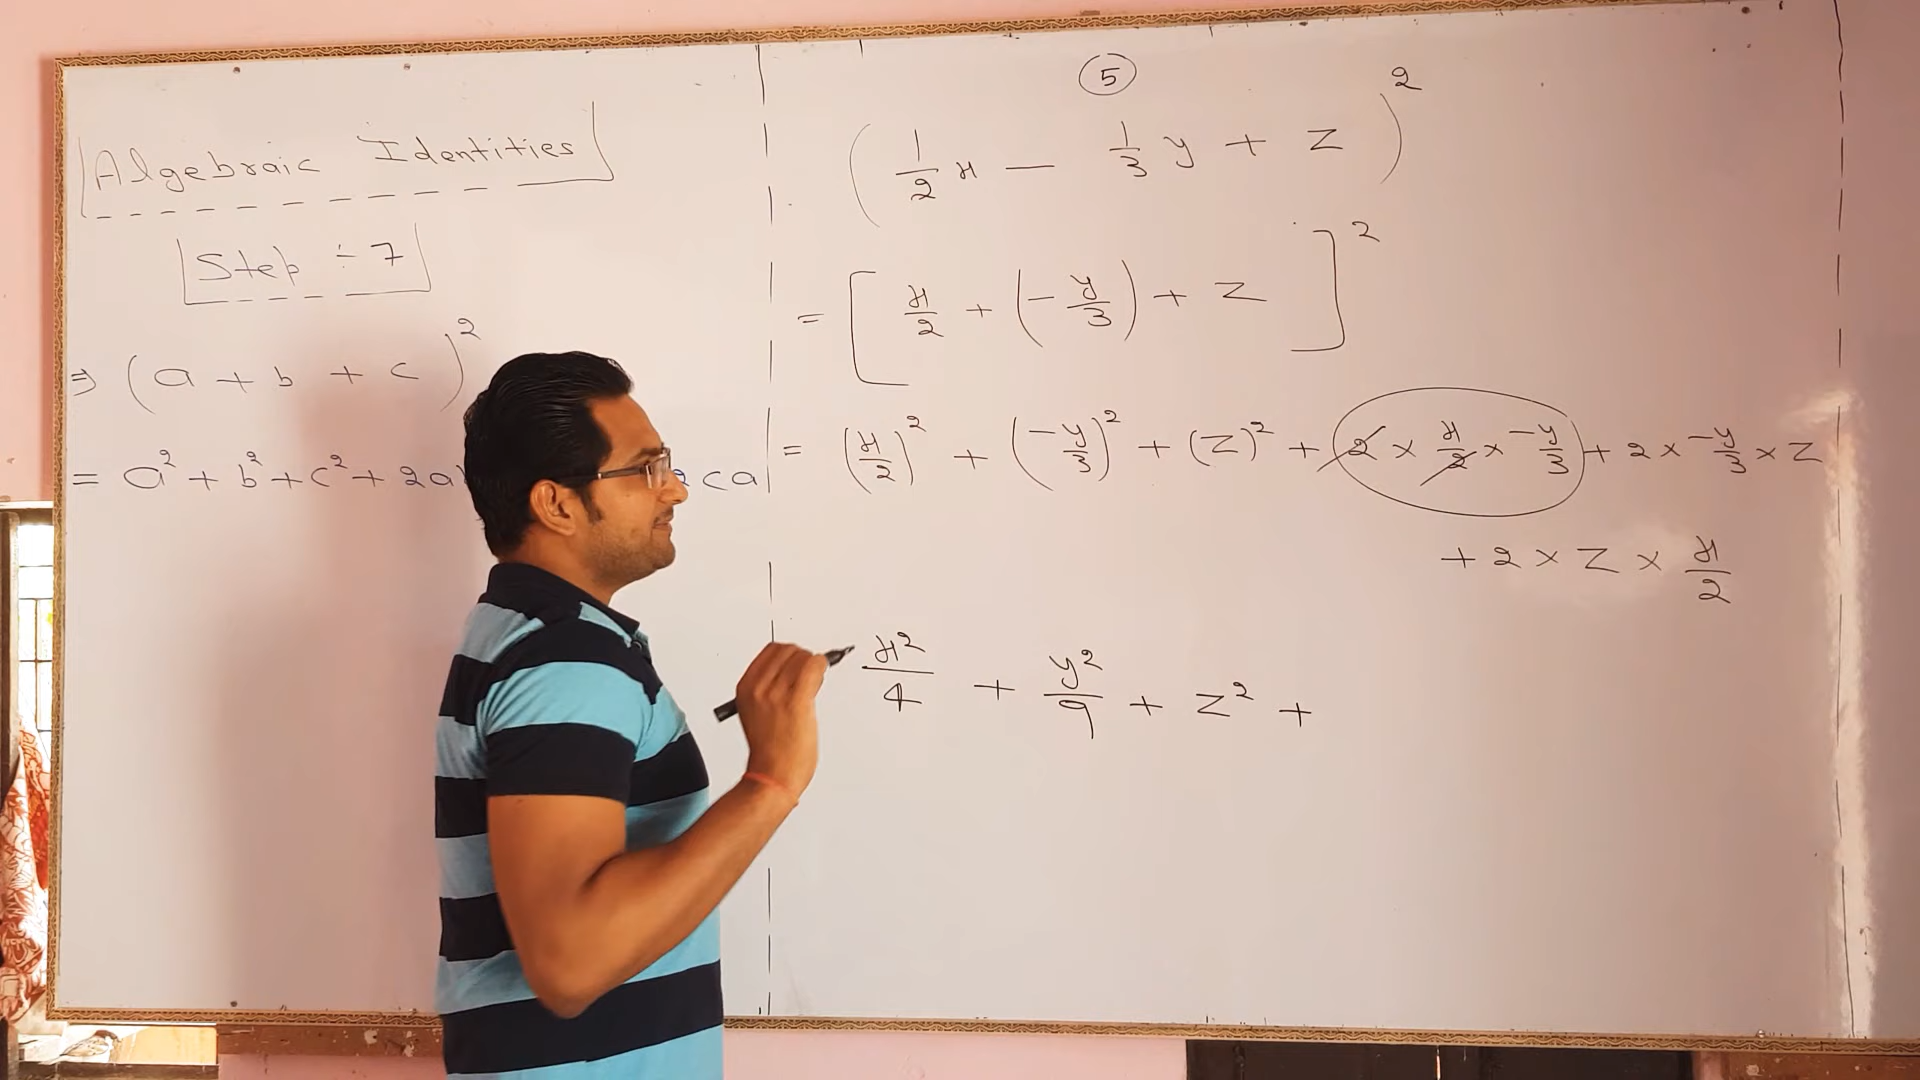 Algebraic Identities
Step ÷ 7
⇒ (a + b + c)²
= a² + b² + c² + 2a
2ca
5
(1/2 x − 1/3 y + z)²
= [x/2 + (−y/3) + z]²
= (x/2)² + (−y/3)² + (z)² + 2 × x/2 × −y/3 + 2 × −y/3 × z
+ 2 × z × x/2
x²/4 + y²/9 + z² +